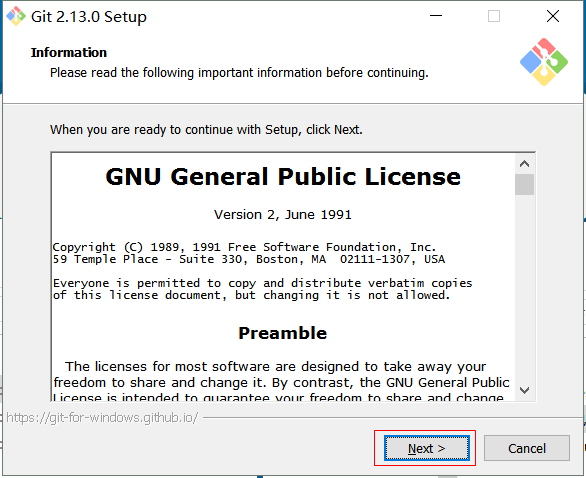 Git 2.13.0 Setup
Information
Please read the following important information before continuing.
When you are ready to continue with Setup, click Next.
GNU General Public License
Version 2, June 1991
Copyright (C) 1989, 1991 Free Software Foundation, Inc.
59 Temple Place - Suite 330, Boston, MA  02111-1307, USA
Everyone is permitted to copy and distribute verbatim copies
of this license document, but changing it is not allowed.
Preamble
The licenses for most software are designed to take away your
freedom to share and change it. By contrast, the GNU General Public
License is intended to guarantee your freedom to share and change
https://git-for-windows.github.io/
Next >
Cancel